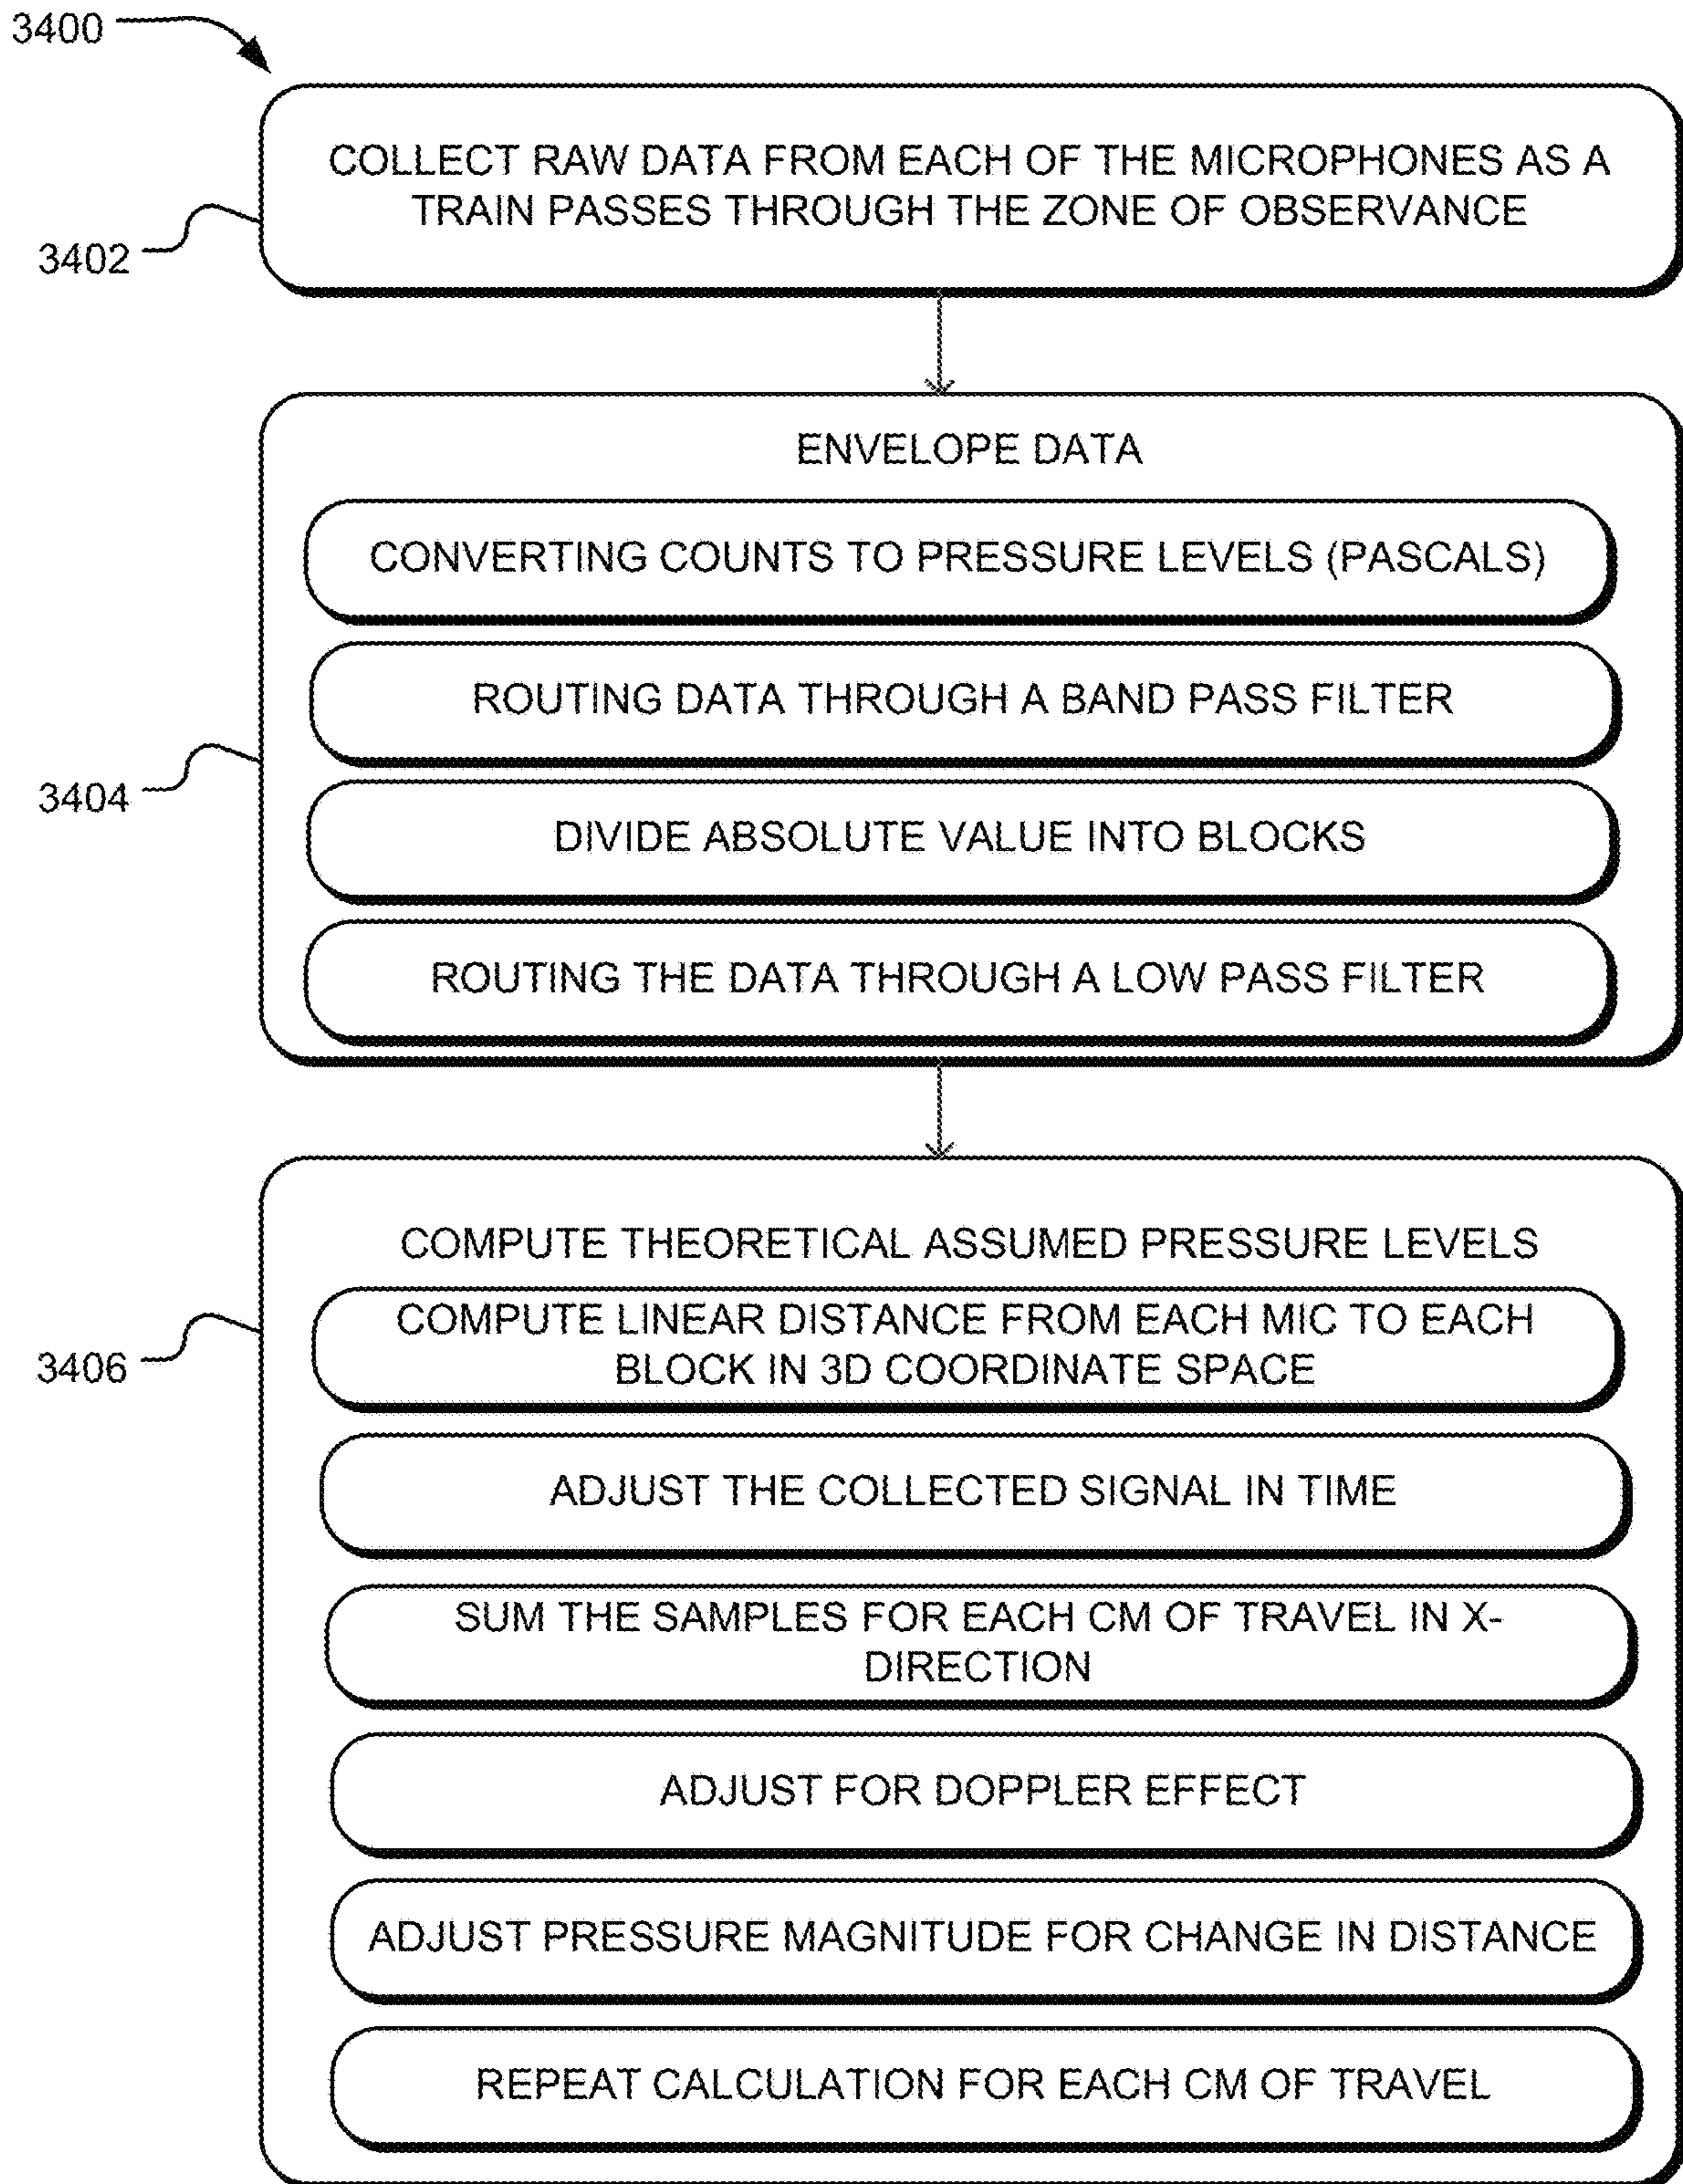 3400
COLLECT RAW DATA FROM EACH OF THE MICROPHONES AS A
TRAIN PASSES THROUGH THE ZONE OF OBSERVANCE
3402
ENVELOPE DATA
CONVERTING COUNTS TO PRESSURE LEVELS (PASCALS)
ROUTING DATA THROUGH A BAND PASS FILTER
3404
DIVIDE ABSOLUTE VALUE INTO BLOCKS
ROUTING THE DATA THROUGH A LOW PASS FILTER
COMPUTE THEORETICAL ASSUMED PRESSURE LEVELS
COMPUTE LINEAR DISTANCE FROM EACH MIC TO EACH
BLOCK IN 3D COORDINATE SPACE
3406
ADJUST THE COLLECTED SIGNAL IN TIME
SUM THE SAMPLES FOR EACH CM OF TRAVEL IN X-
DIRECTION
ADJUST FOR DOPPLER EFFECT
ADJUST PRESSURE MAGNITUDE FOR CHANGE IN DISTANCE
REPEAT CALCULATION FOR EACH CM OF TRAVEL